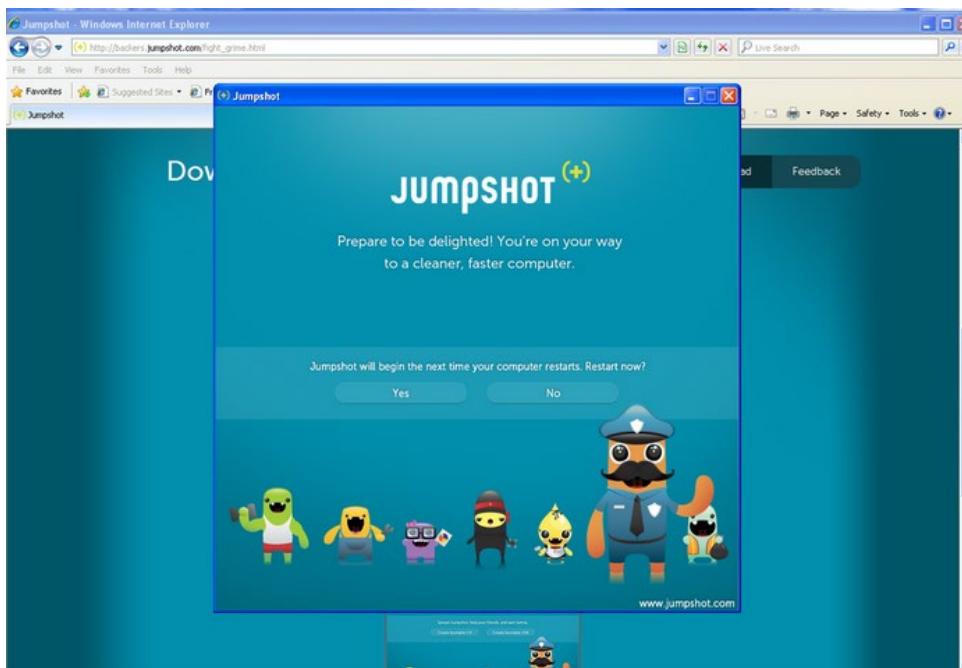 Jumpshot - Windows Internet Explorer
http://backers.jumpshot.com/fight_grime.html
Live Search
File Edit View Favorites Tools Help
Favorites Suggested Sites
Jumpshot
Page Safety Tools
Jumpshot
Dow
ad
Feedback
JUMPSHOT (+)
Prepare to be delighted! You're on your way
to a cleaner, faster computer.
Jumpshot will begin the next time your computer restarts. Restart now?
Yes No
www.jumpshot.com